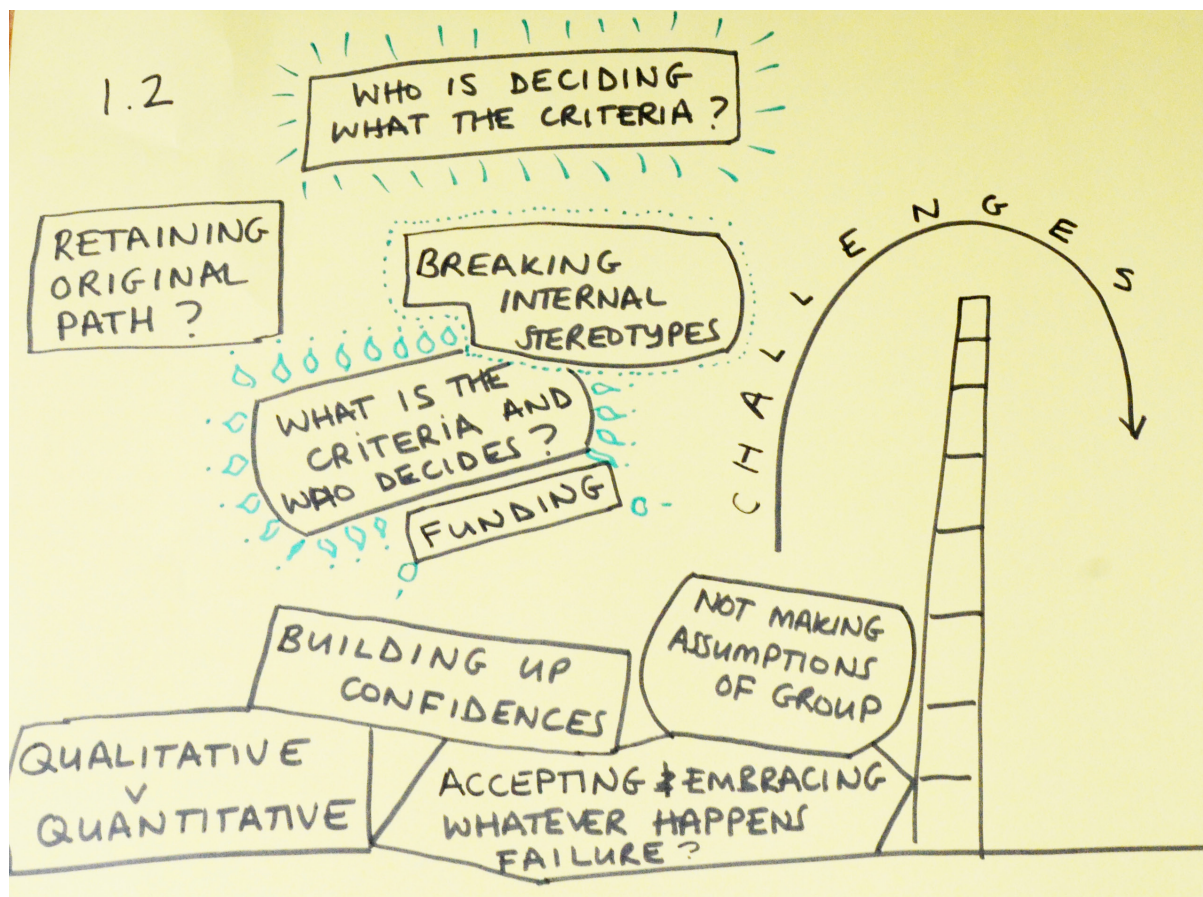 1.2
WHO IS DECIDING
WHAT THE CRITERIA?
RETAINING
ORIGINAL
PATH?
BREAKING
INTERNAL
STEREOTYPES
CHALLENGES
WHAT IS THE
CRITERIA AND
WHO DECIDES?
FUNDING
BUILDING UP
CONFIDENCES
NOT MAKING
ASSUMPTIONS
OF GROUP
QUALITATIVE
V
QUANTITATIVE
ACCEPTING & EMBRACING
WHATEVER HAPPENS
FAILURE?